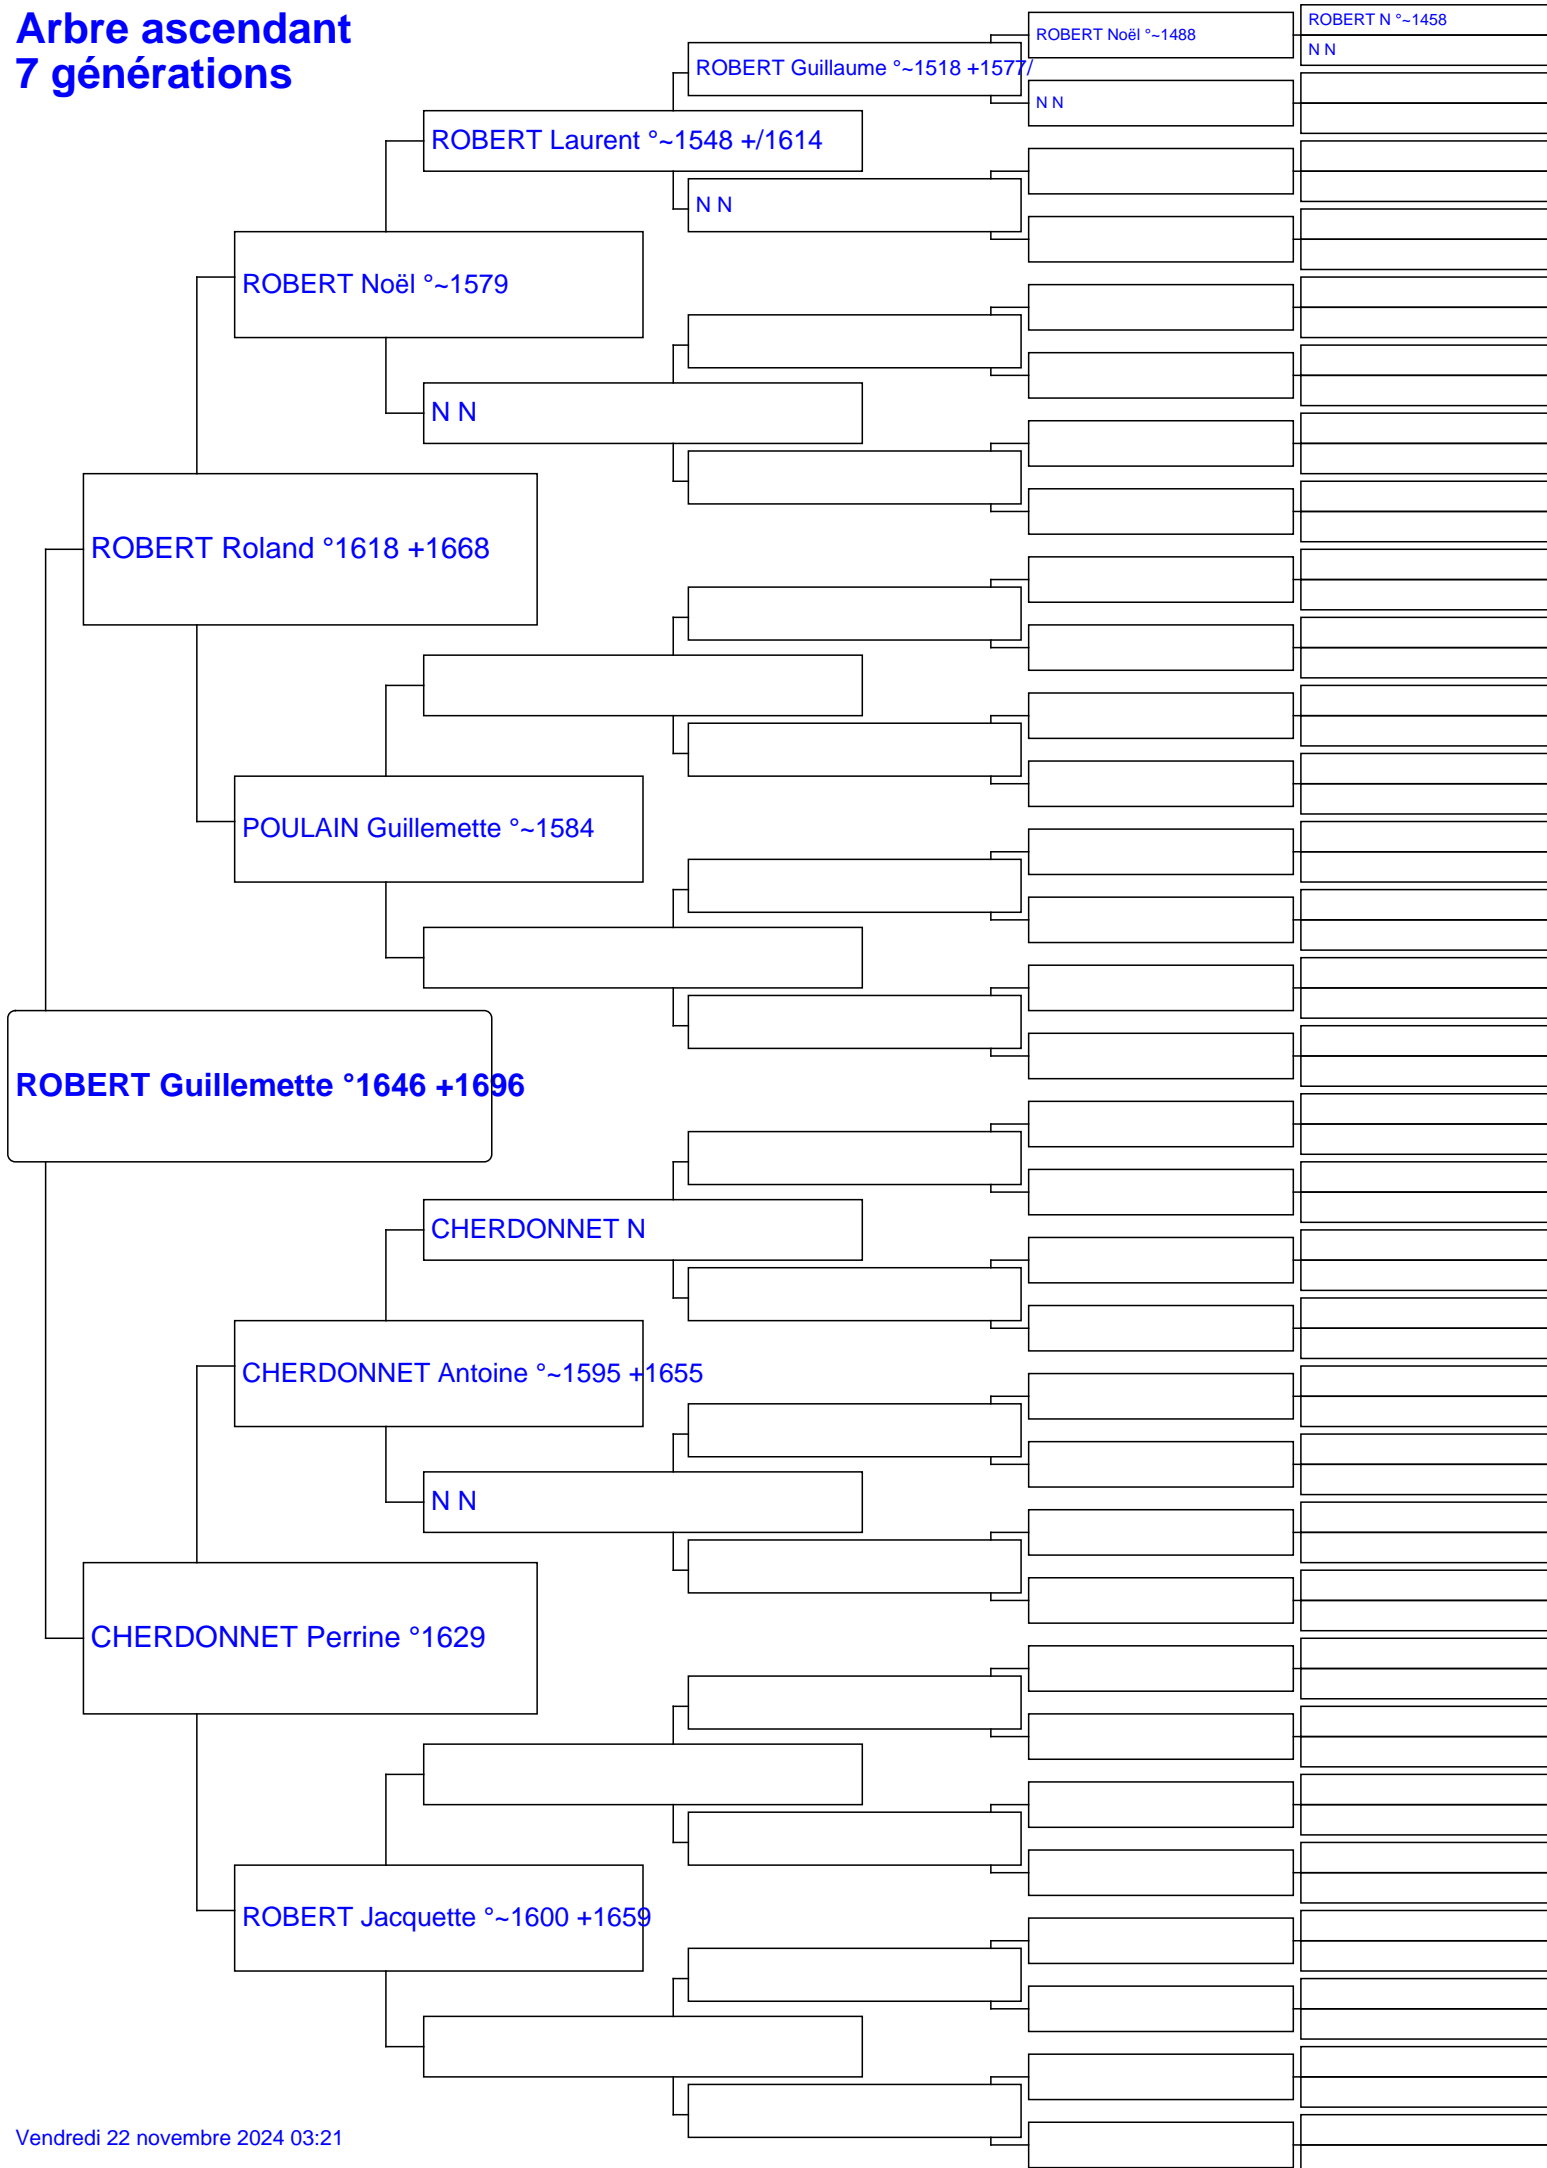 Arbre ascendant
7 générations
ROBERT Noël °~1488
ROBERT N °~1458
N N
ROBERT Guillaume °~1518 +1577/
N N
ROBERT Laurent °~1548 +/1614
N N
ROBERT Noël °~1579
N N
ROBERT Roland °1618 +1668
POULAIN Guillemette °~1584
ROBERT Guillemette °1646 +1696
CHERDONNET N
CHERDONNET Antoine °~1595 +1655
N N
CHERDONNET Perrine °1629
ROBERT Jacquette °~1600 +1659
Vendredi 22 novembre 2024 03:21